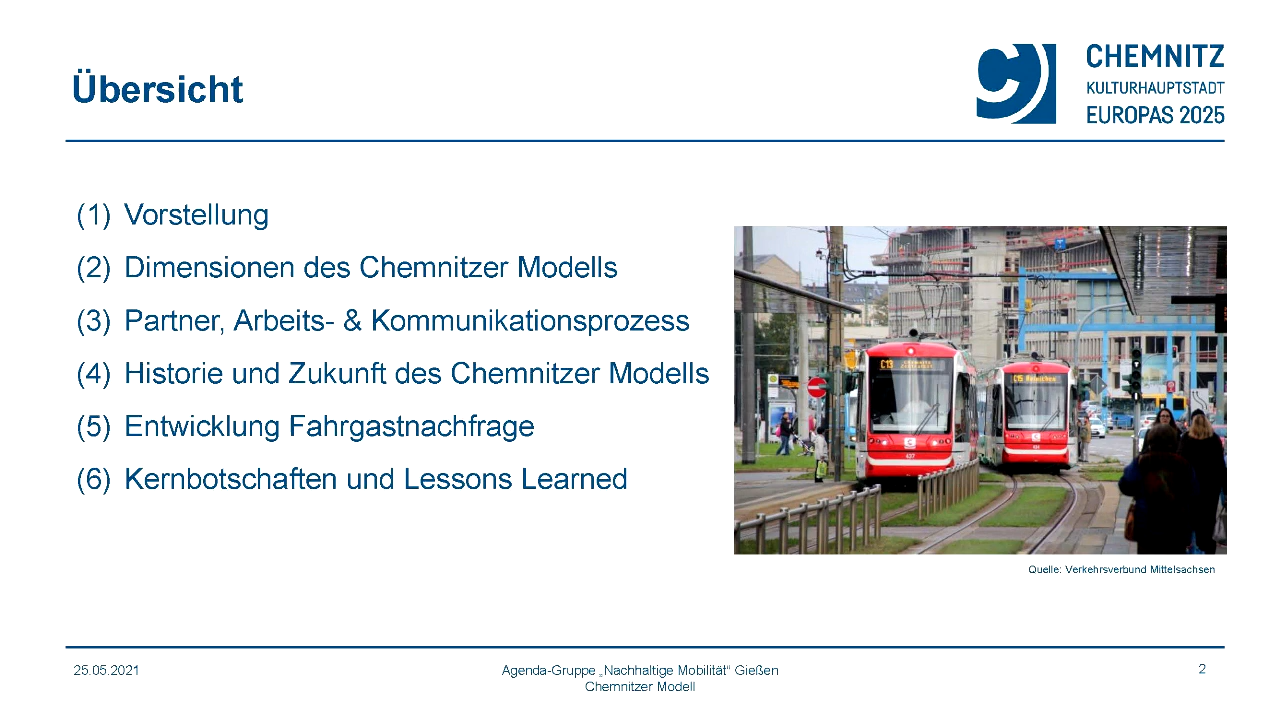 Übersicht
CHEMNITZ
KULTURHAUPTSTADT
EUROPAS 2025
(1) Vorstellung
(2) Dimensionen des Chemnitzer Modells
(3) Partner, Arbeits- & Kommunikationsprozess
(4) Historie und Zukunft des Chemnitzer Modells
(5) Entwicklung Fahrgastnachfrage
(6) Kernbotschaften und Lessons Learned
C13
C15
Quelle: Verkehrsverbund Mittelsachsen
25.05.2021
Agenda-Gruppe „Nachhaltige Mobilität“ Gießen
Chemnitzer Modell
2